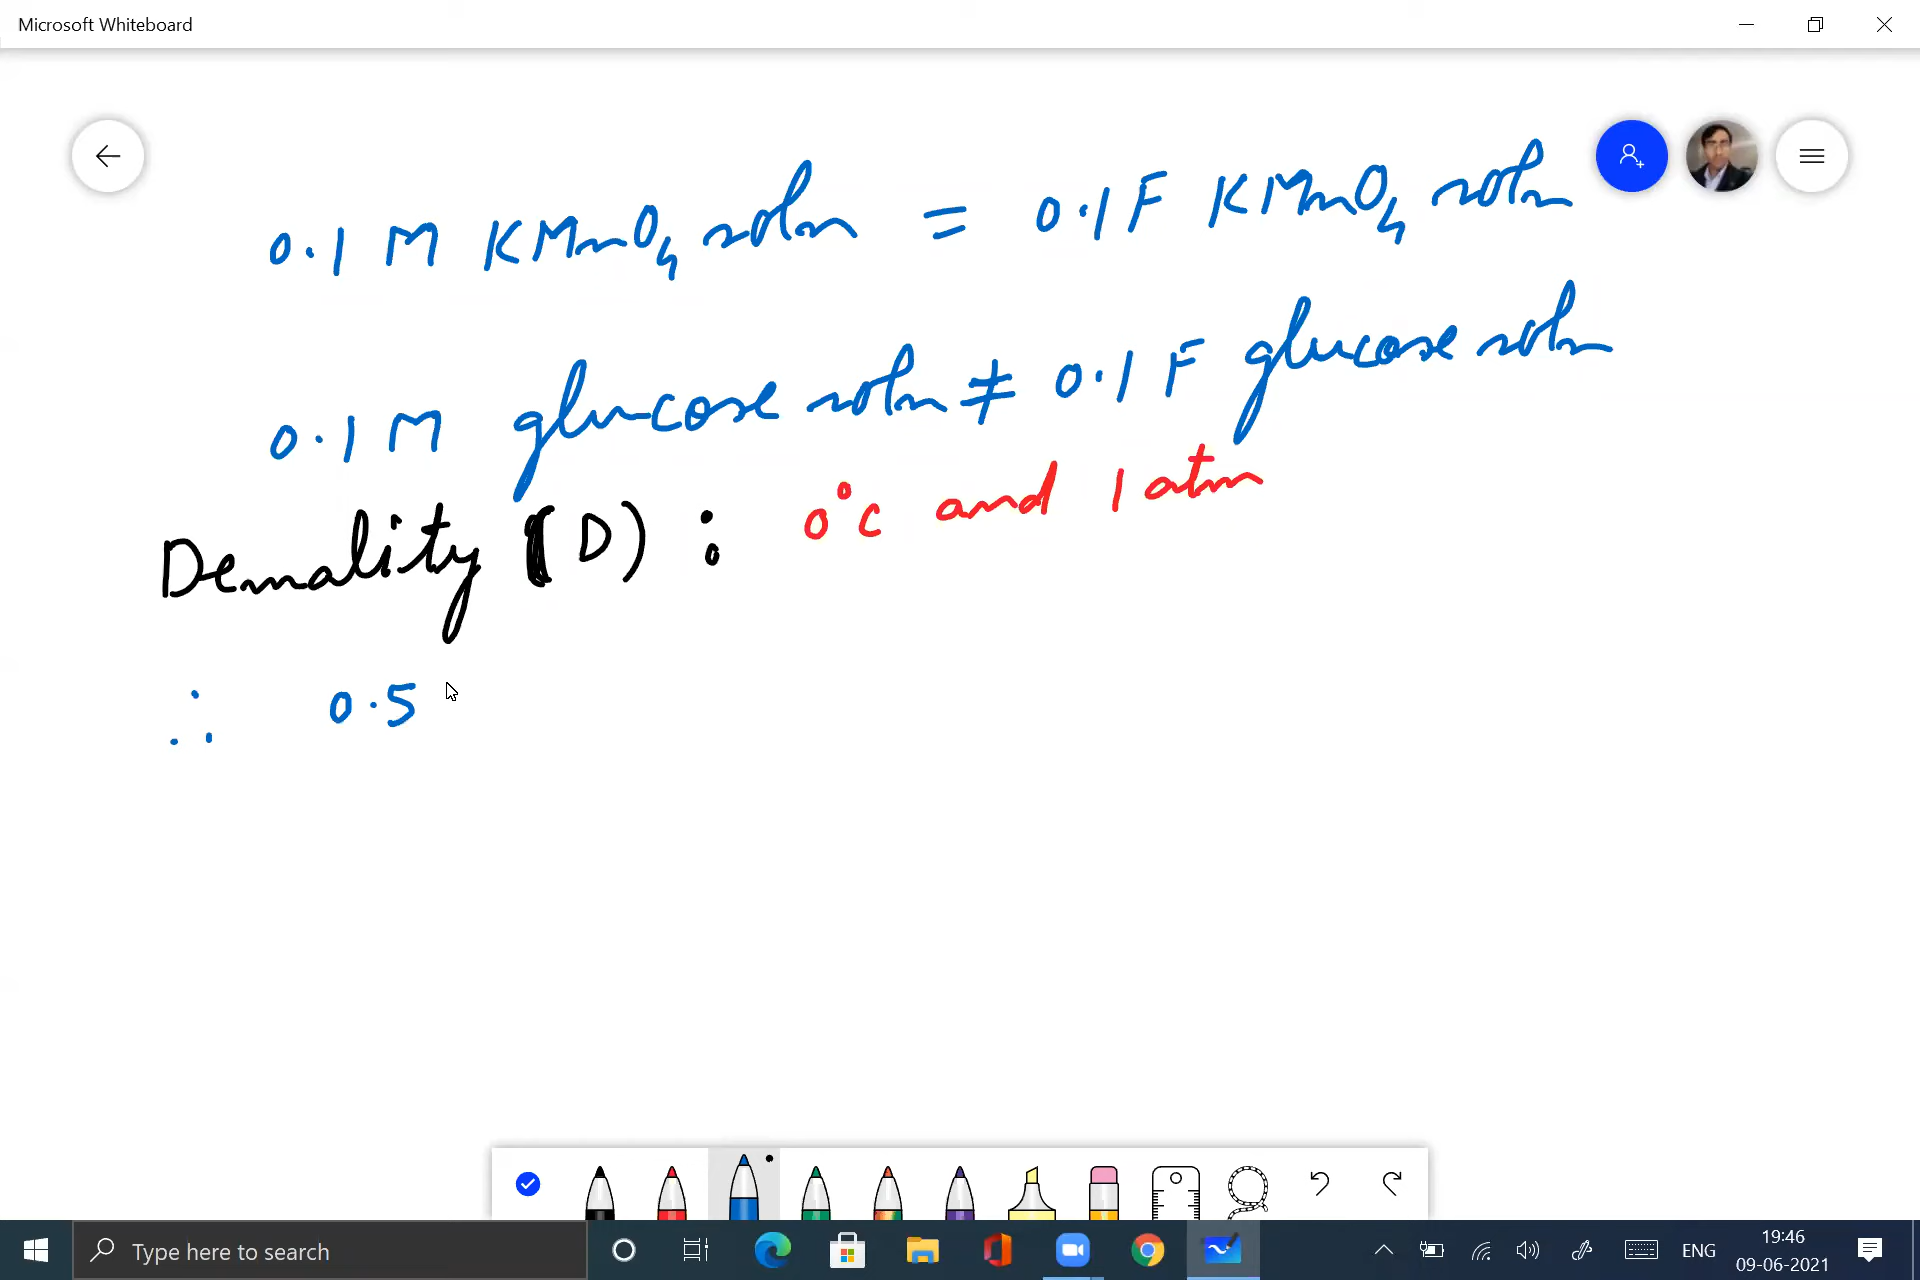 Microsoft Whiteboard
0.1 M KMnO₄ soln = 0.1 F KMnO₄ soln
0.1 M glucose soln ≠ 0.1 F glucose soln
Demality (D) : 0°C and 1 atm
∴ 0.5
Type here to search
ENG
19:46
09-06-2021